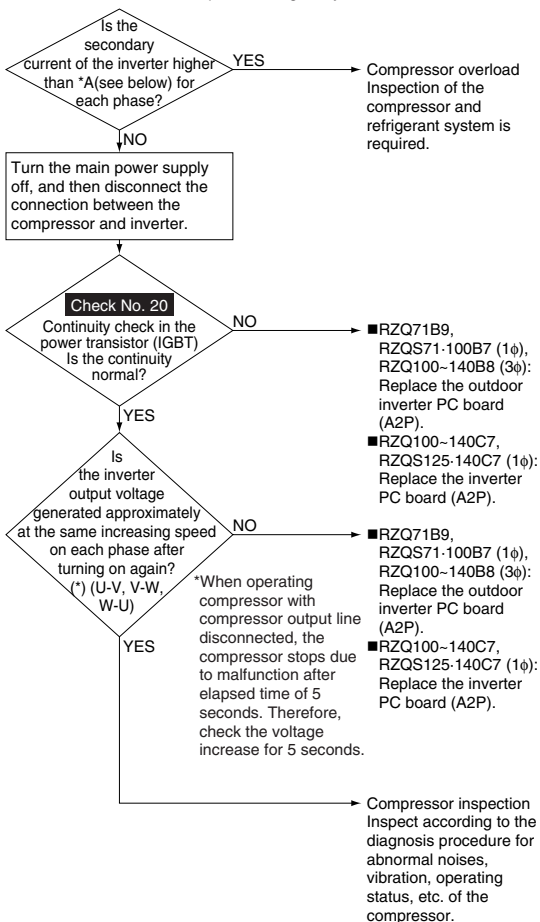 Is the
secondary
current of the inverter higher
than *A(see below) for
each phase?
YES
Compressor overload
Inspection of the
compressor and
refrigerant system is
required.
NO
Turn the main power supply
off, and then disconnect the
connection between the
compressor and inverter.
Check No. 20
Continuity check in the
power transistor (IGBT)
Is the continuity
normal?
NO
■RZQ71B9,
RZQS71·100B7 (1ϕ),
RZQ100~140B8 (3ϕ):
Replace the outdoor
inverter PC board
(A2P).
■RZQ100~140C7,
RZQS125·140C7 (1ϕ):
Replace the inverter
PC board (A2P).
YES
Is
the inverter
output voltage
generated approximately
at the same increasing speed
on each phase after
turning on again?
(*) (U-V, V-W,
W-U)
NO
■RZQ71B9,
RZQS71·100B7 (1ϕ),
RZQ100~140B8 (3ϕ):
Replace the outdoor
inverter PC board
(A2P).
■RZQ100~140C7,
RZQS125·140C7 (1ϕ):
Replace the inverter
PC board (A2P).
*When operating
compressor with
compressor output line
disconnected, the
compressor stops due
to malfunction after
elapsed time of 5
seconds. Therefore,
check the voltage
increase for 5 seconds.
YES
Compressor inspection
Inspect according to the
diagnosis procedure for
abnormal noises,
vibration, operating
status, etc. of the
compressor.